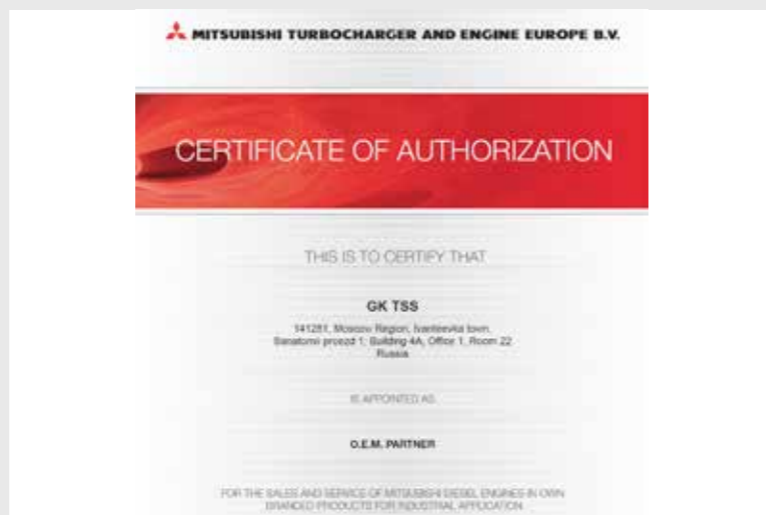 MITSUBISHI TURBOCHARGER AND ENGINE EUROPE B.V.
CERTIFICATE OF AUTHORIZATION
THIS IS TO CERTIFY THAT
GK TSS
141281, Moscow Region, Ivanteevka town,
Sanatornii proezd 1, Building 4A, Office 1, Room 22
Russia
IS APPOINTED AS
O.E.M. PARTNER
FOR THE SALES AND SERVICE OF MITSUBISHI DIESEL ENGINES IN OWN
BRANDED PRODUCTS FOR INDUSTRIAL APPLICATION